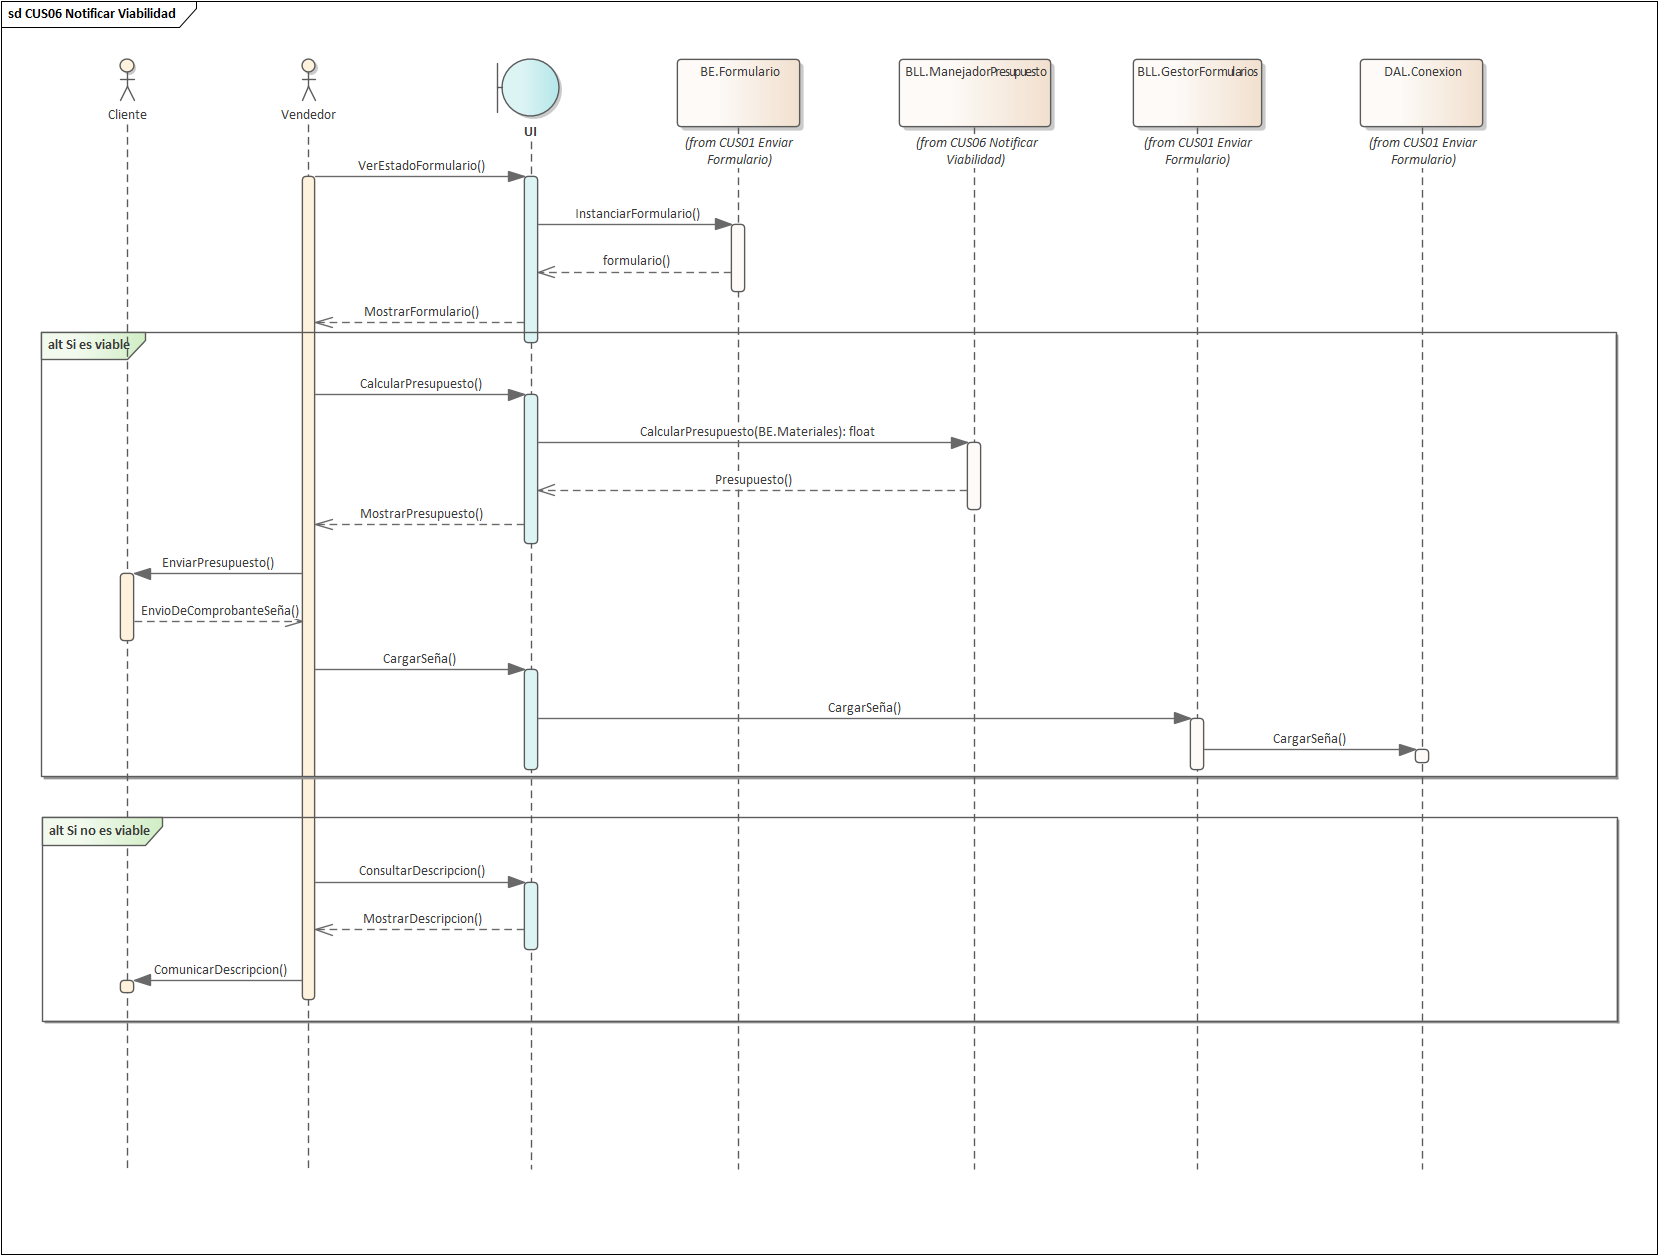 sd CUS06 Notificar Viabilidad
Cliente
Vendedor
UI
BE.Formulario
(from CUS01 Enviar
Formulario)
BLL.ManejadorPresupuesto
(from CUS06 Notificar
Viabilidad)
BLL.GestorFormularios
(from CUS01 Enviar
Formulario)
DAL.Conexion
(from CUS01 Enviar
Formulario)
VerEstadoFormulario()
InstanciarFormulario()
formulario()
MostrarFormulario()
alt Si es viable
CalcularPresupuesto()
CalcularPresupuesto(BE.Materiales): float
Presupuesto()
MostrarPresupuesto()
EnviarPresupuesto()
EnvioDeComprobanteSeña()
CargarSeña()
CargarSeña()
CargarSeña()
alt Si no es viable
ConsultarDescripcion()
MostrarDescripcion()
ComunicarDescripcion()